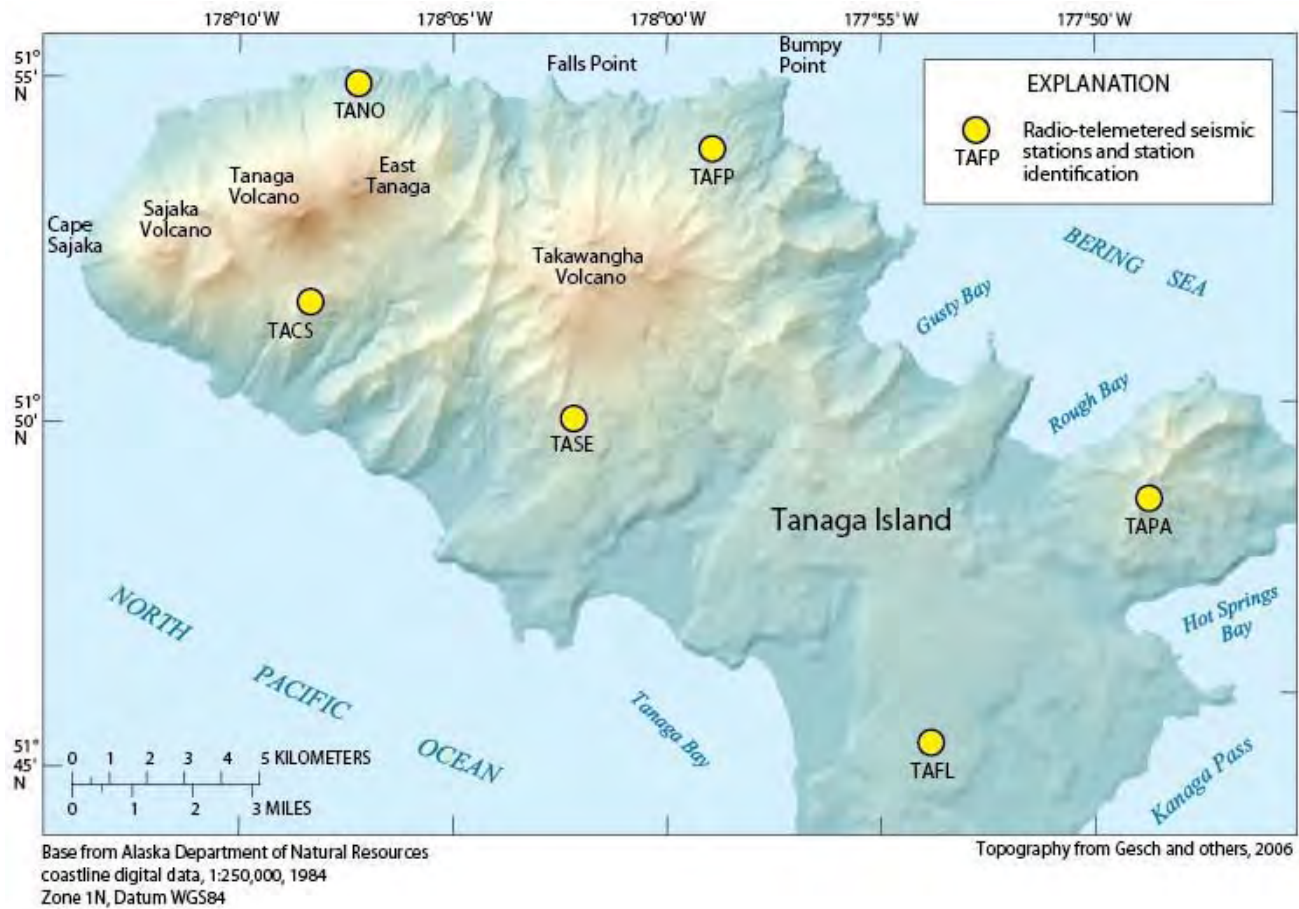 178°10'W 178°05'W 178°00'W 177°55'W 177°50'W
51°
55'
N
Falls Point
Bumpy
Point
TANO
TAFP
EXPLANATION
TAFP
Radio-telemetered seismic
stations and station
identification
East
Tanaga
Tanaga
Volcano
Sajaka
Volcano
Cape
Sajaka
Takawangha
Volcano
BERING SEA
Gusty Bay
TACS
Rough Bay
51°
50'
N
TASE
Tanaga Island
TAPA
Hot Springs
Bay
NORTH
PACIFIC
OCEAN
Tanaga Bay
TAFL
Kanaga Pass
51°
45'
N
0 1 2 3 4 5 KILOMETERS
0 1 2 3 MILES
Base from Alaska Department of Natural Resources
coastline digital data, 1:250,000, 1984
Zone 1N, Datum WGS84
Topography from Gesch and others, 2006